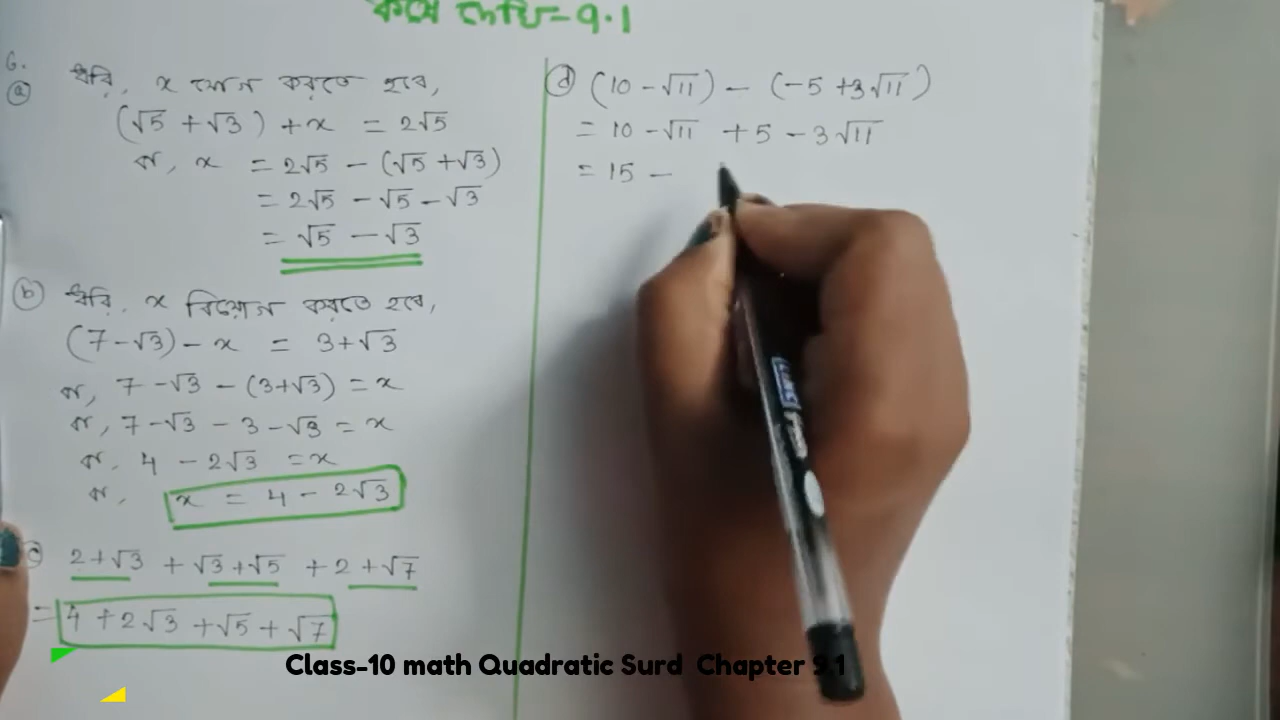 কষে দেখি-9.1
6.
ⓐ ধরি, x যোগ করতে হবে,
(√5 + √3) + x = 2√5
বা, x = 2√5 - (√5 + √3)
= 2√5 - √5 - √3
= √5 - √3
ⓑ ধরি, x বিয়োগ করতে হবে,
(7 - √3) - x = 3 + √3
বা, 7 - √3 - (3+√3) = x
বা, 7 - √3 - 3 - √3 = x
বা, 4 - 2√3 = x
বা, x = 4 - 2√3
ⓒ 2+√3 + √3+√5 + 2+√7
= 4 + 2√3 + √5 + √7
ⓓ (10 - √11) - (-5 + 3√11)
= 10 - √11 + 5 - 3√11
= 15 -
Class-10 math Quadratic Surd Chapter 9.1